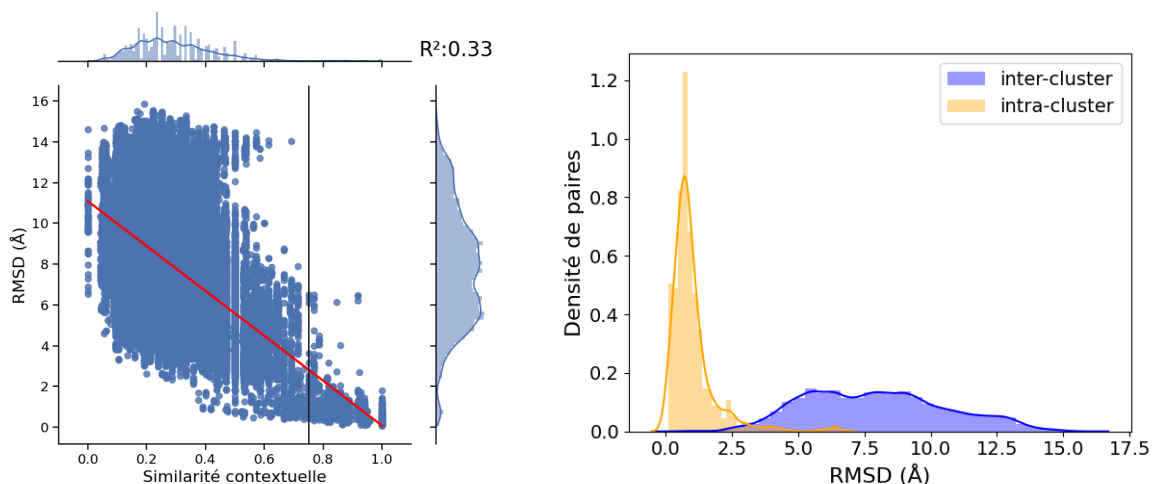 R²:0.33
16
14
12
10
8
6
4
2
0
RMSD (Å)
0.0 0.2 0.4 0.6 0.8 1.0
Similarité contextuelle
inter-cluster
intra-cluster
1.2
1.0
0.8
0.6
0.4
0.2
0.0
Densité de paires
0.0 2.5 5.0 7.5 10.0 12.5 15.0 17.5
RMSD (Å)